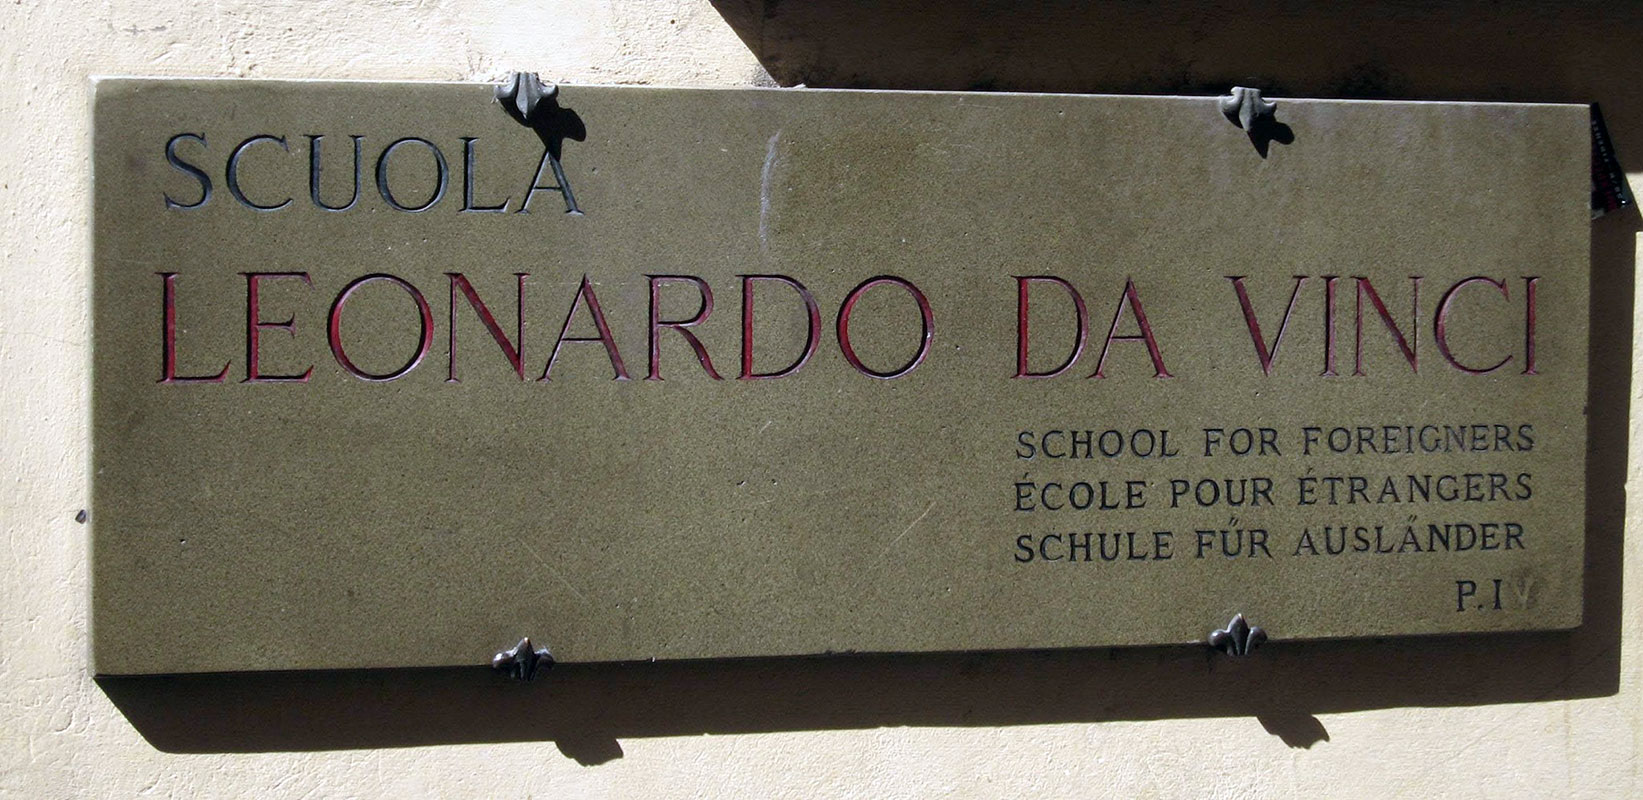 SCUOLA
LEONARDO DA VINCI
SCHOOL FOR FOREIGNERS
ÉCOLE POUR ÉTRANGERS
SCHULE FŰR AUSLÄNDER
P. I